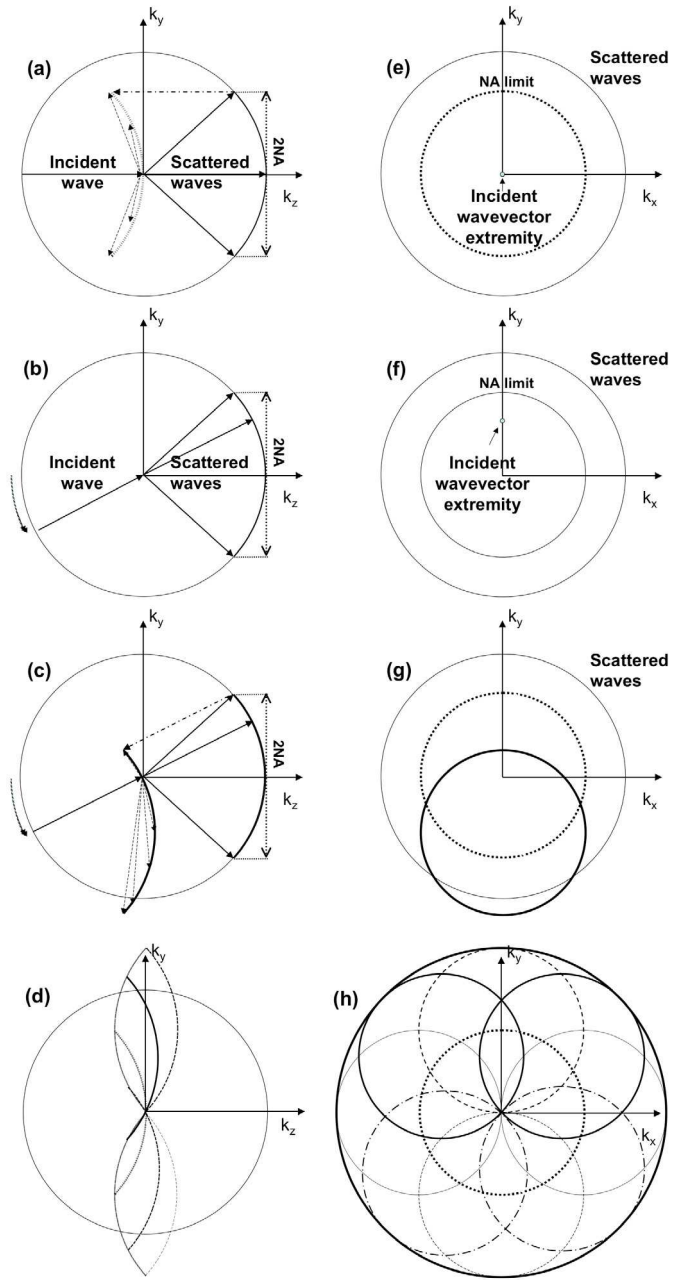 (a)
k_y
Incident
wave
Scattered
waves
2NA
k_z
(e)
k_y
Scattered
waves
NA limit
k_x
Incident
wavevector
extremity
(b)
k_y
Incident
wave
Scattered
waves
2NA
k_z
(f)
k_y
Scattered
waves
NA limit
Incident
wavevector
extremity
k_x
(c)
k_y
2NA
k_z
(g)
k_y
Scattered
waves
k_x
(d)
k_y
k_z
(h)
k_y
k_x